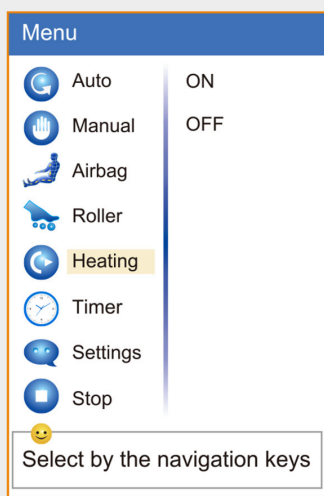 Menu
Auto
ON
Manual
OFF
Airbag
Roller
Heating
Timer
Settings
Stop
Select by the navigation keys